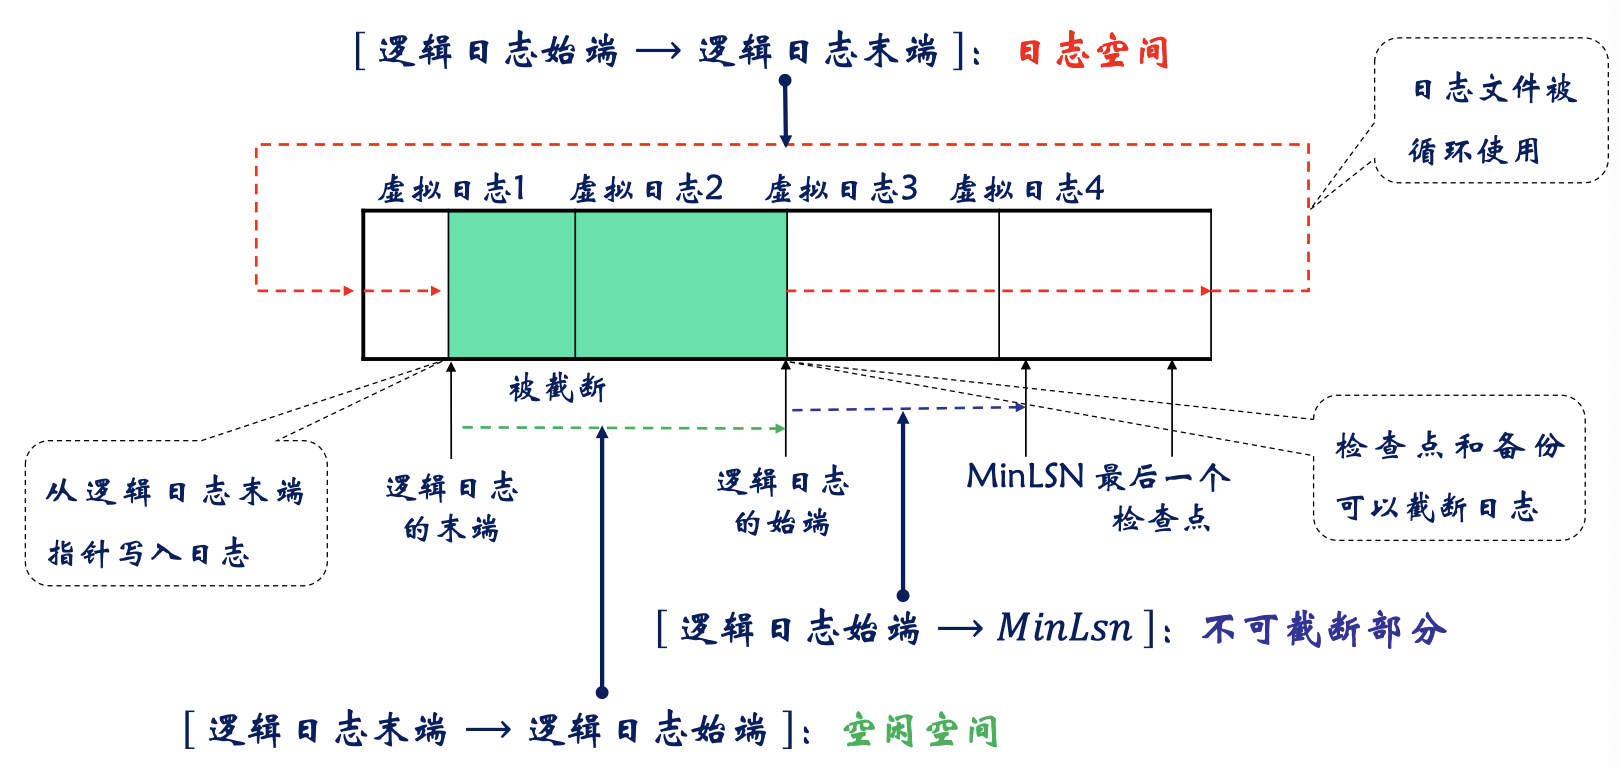 [ 逻辑日志始端 ⟶ 逻辑日志末端 ]： 日志空间
日志文件被
循环使用
虚拟日志1 虚拟日志2 虚拟日志3 虚拟日志4
被截断
从逻辑日志末端
指针写入日志
逻辑日志
的末端
逻辑日志
的始端
MinLSN 最后一个
检查点
检查点和备份
可以截断日志
[ 逻辑日志始端 ⟶ MinLsn ]： 不可截断部分
[ 逻辑日志末端 ⟶ 逻辑日志始端 ]： 空闲空间